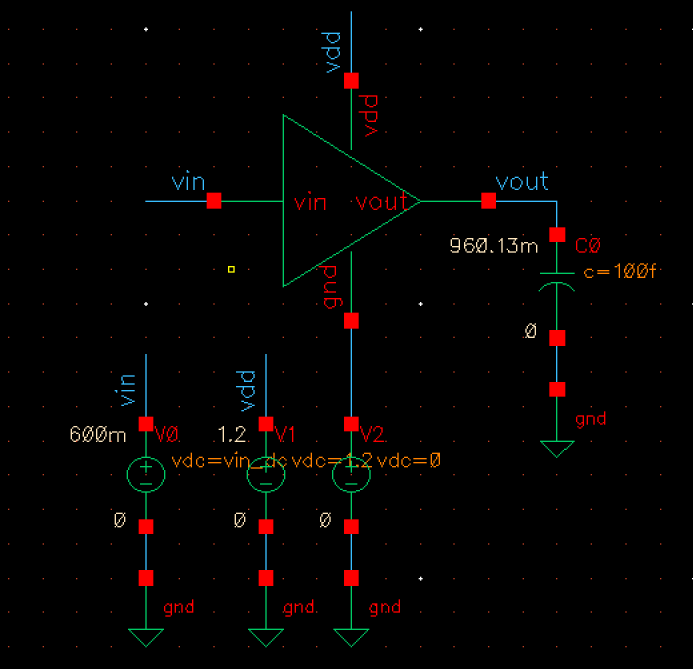 vdd
vdd
vin
vin
vout
vout
960.13m
C0
c=100f
gnd
0
vin
vdd
gnd
600m
V0
1.2
V1
V2
vdc=vin_dc
vdc=1.2
vdc=0
0
0
0
gnd
gnd
gnd